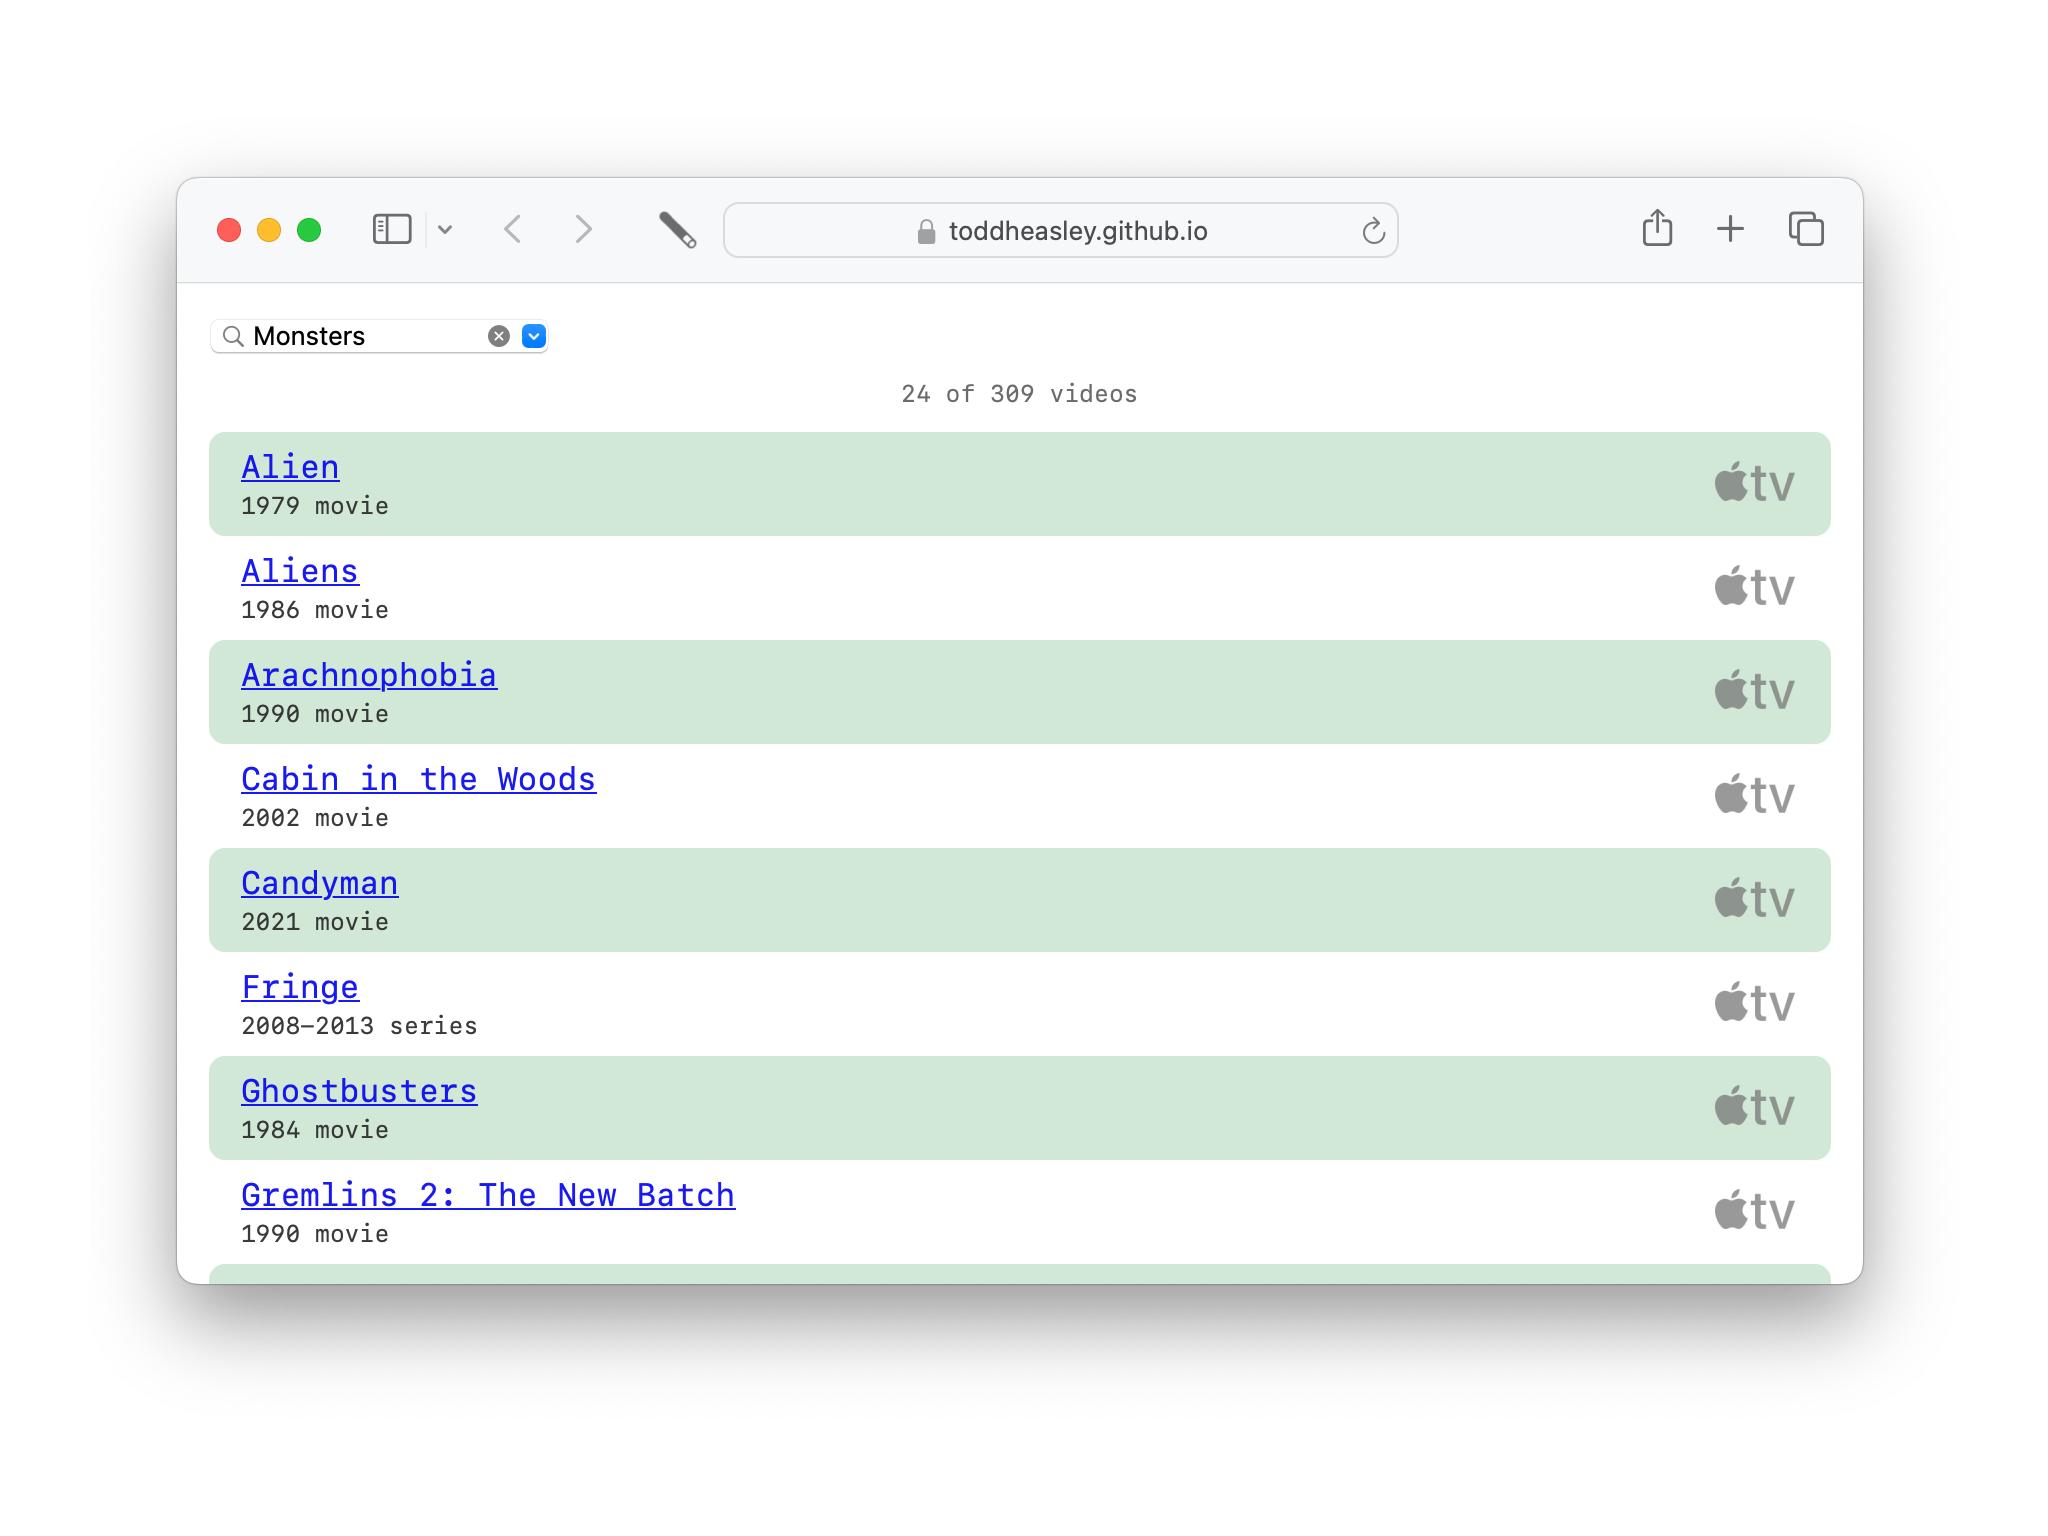 toddheasley.github.io
Monsters
24 of 309 videos
Alien
tv
1979 movie
Aliens
tv
1986 movie
Arachnophobia
tv
1990 movie
Cabin in the Woods
tv
2002 movie
Candyman
tv
2021 movie
Fringe
tv
2008–2013 series
Ghostbusters
tv
1984 movie
Gremlins 2: The New Batch
tv
1990 movie